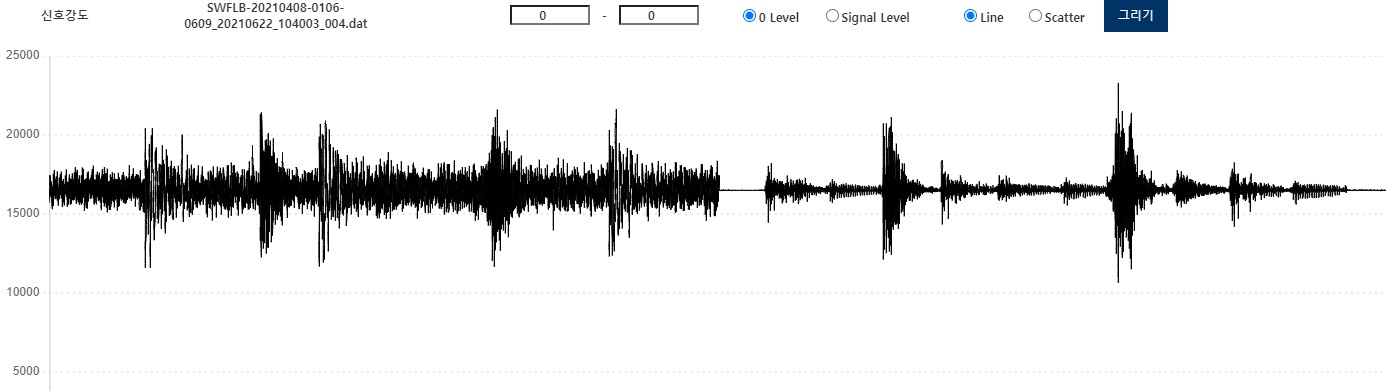 신호강도
SWFLB-20210408-0106-
0609_20210622_104003_004.dat
0 - 0
0 Level Signal Level Line Scatter 그리기
25000
20000
15000
10000
5000